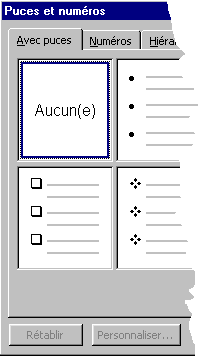 Puces et numéros
Avec puces Numéros Hiéra
Aucun(e)
Rétablir Personnaliser...